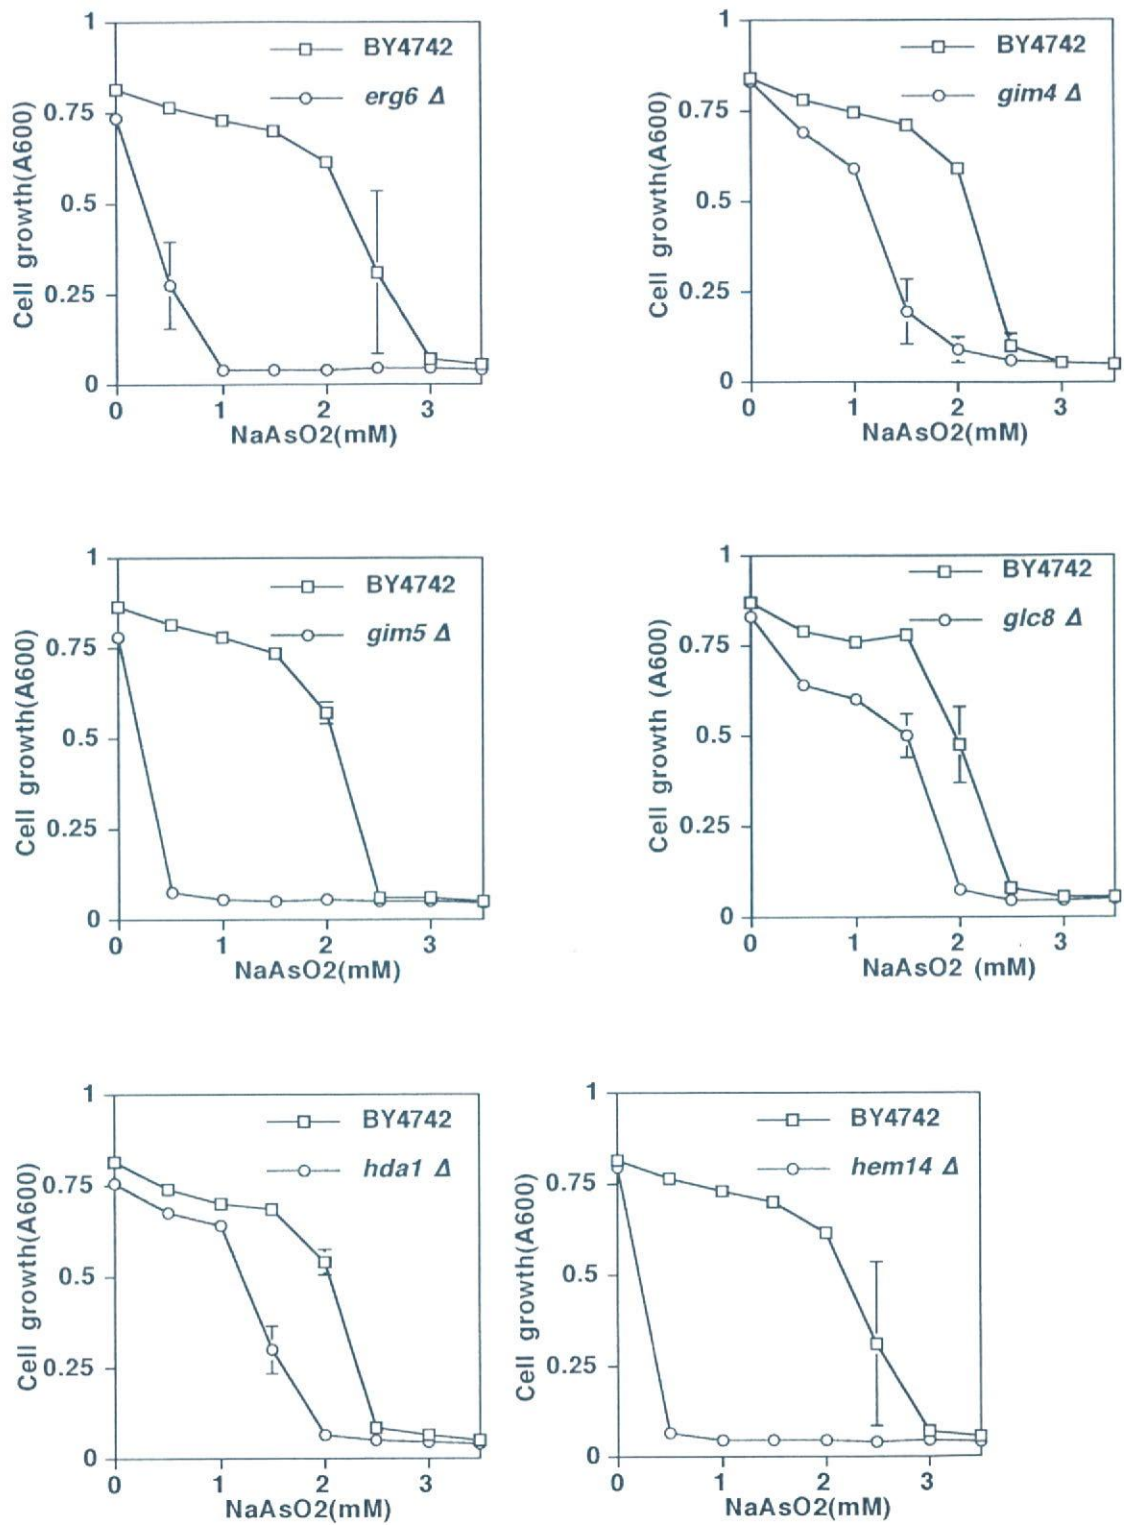 1
BY4742
erg6 Δ
0.75
0.5
0.25
0
Cell growth(A600)
0 1 2 3
NaAsO2(mM)
1
BY4742
gim4 Δ
0.75
0.5
0.25
0
Cell growth(A600)
0 1 2 3
NaAsO2(mM)
1
BY4742
gim5 Δ
0.75
0.5
0.25
0
Cell growth(A600)
0 1 2 3
NaAsO2(mM)
1
BY4742
glc8 Δ
0.75
0.5
0.25
0
Cell growth (A600)
0 1 2 3
NaAsO2 (mM)
1
BY4742
hda1 Δ
0.75
0.5
0.25
0
Cell growth(A600)
0 1 2 3
NaAsO2(mM)
1
BY4742
hem14 Δ
0.75
0.5
0.25
0
Cell growth(A600)
0 1 2 3
NaAsO2(mM)